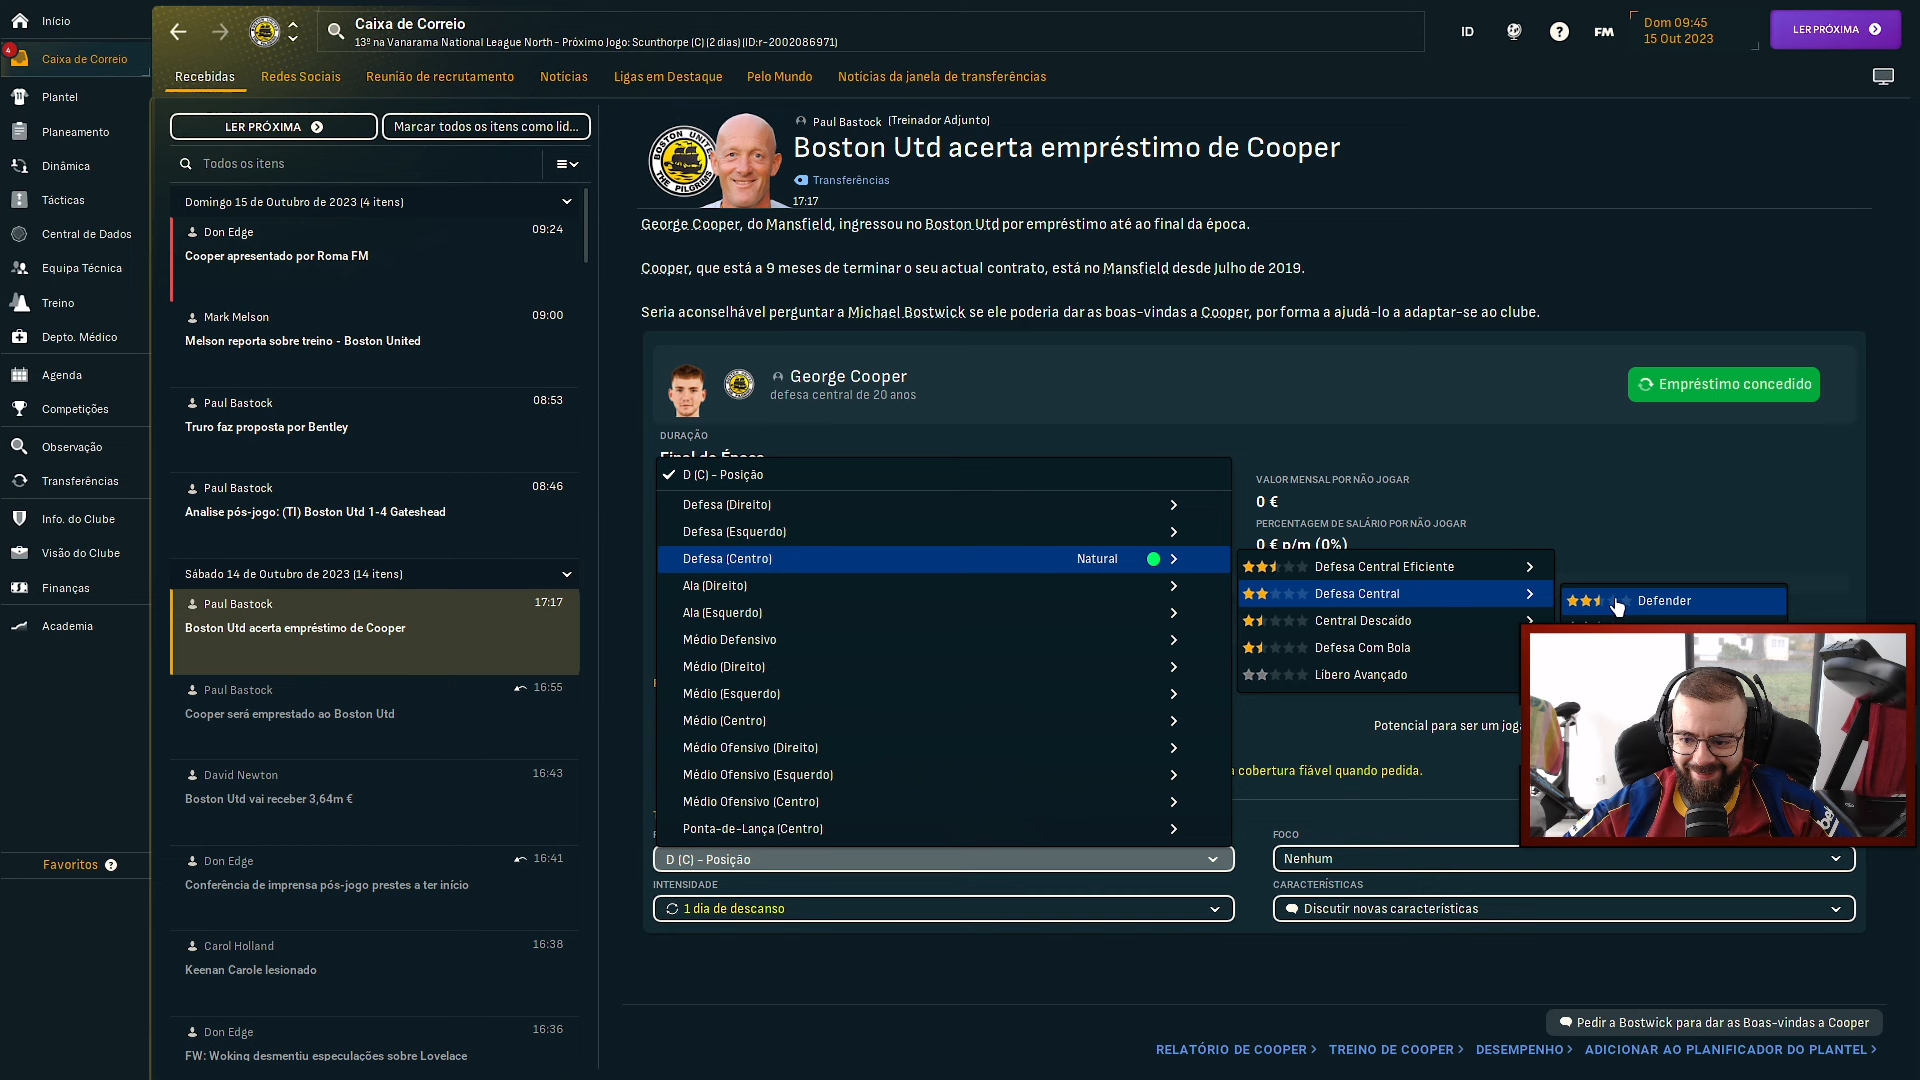 Início
4
Caixa de Correio
Plantel
Planeamento
Dinâmica
Tácticas
Central de Dados
Equipa Técnica
Treino
Depto. Médico
Agenda
Competições
Observação
Transferências
Info. do Clube
Visão do Clube
Finanças
Academia
Favoritos ?
Caixa de Correio
13º na Vanarama National League North - Próximo Jogo: Scunthorpe (C) (2 dias)(ID:r-2002086971)
ID
?
FM
Dom 09:45
15 Out 2023
LER PRÓXIMA
Recebidas
Redes Sociais
Reunião de recrutamento
Notícias
Ligas em Destaque
Pelo Mundo
Notícias da janela de transferências
LER PRÓXIMA
Marcar todos os itens como lid...
Todos os itens
Domingo 15 de Outubro de 2023 (4 itens)
Don Edge 09:24
Cooper apresentado por Roma FM
Mark Melson 09:00
Melson reporta sobre treino - Boston United
Paul Bastock 08:53
Truro faz proposta por Bentley
Paul Bastock 08:46
Analise pós-jogo: (TI) Boston Utd 1-4 Gateshead
Sábado 14 de Outubro de 2023 (14 itens)
Paul Bastock 17:17
Boston Utd acerta empréstimo de Cooper
Paul Bastock 16:55
Cooper será emprestado ao Boston Utd
David Newton 16:43
Boston Utd vai receber 3,64m €
Don Edge 16:41
Conferência de imprensa pós-jogo prestes a ter início
Carol Holland 16:38
Keenan Carole lesionado
Don Edge 16:36
FW: Woking desmentiu especulações sobre Lovelace
BOSTON UNITED
THE PILGRIMS
Paul Bastock (Treinador Adjunto)
Boston Utd acerta empréstimo de Cooper
Transferências
17:17
George Cooper, do Mansfield, ingressou no Boston Utd por empréstimo até ao final da época.
Cooper, que está a 9 meses de terminar o seu actual contrato, está no Mansfield desde Julho de 2019.
Seria aconselhável perguntar a Michael Bostwick se ele poderia dar as boas-vindas a Cooper, por forma a ajudá-lo a adaptar-se ao clube.
George Cooper
defesa central de 20 anos
Empréstimo concedido
DURAÇÃO
Final da Época
VALOR MENSAL POR NÃO JOGAR
0 €
PERCENTAGEM DE SALÁRIO POR NÃO JOGAR
0 € p/m (0%)
D (C) - Posição
Defesa (Direito)
Defesa (Esquerdo)
Defesa (Centro) Natural
Ala (Direito)
Ala (Esquerdo)
Médio Defensivo
Médio (Direito)
Médio (Esquerdo)
Médio (Centro)
Médio Ofensivo (Direito)
Médio Ofensivo (Esquerdo)
Médio Ofensivo (Centro)
Ponta-de-Lança (Centro)
Defesa Central Eficiente
Defesa Central
Central Descaído
Defesa Com Bola
Líbero Avançado
Defender
Potencial para ser um joga
a cobertura fiável quando pedida.
D (C) - Posição
FOCO
Nenhum
INTENSIDADE
1 dia de descanso
CARACTERÍSTICAS
Discutir novas características
Pedir a Bostwick para dar as Boas-vindas a Cooper
RELATÓRIO DE COOPER >
TREINO DE COOPER >
DESEMPENHO >
ADICIONAR AO PLANIFICADOR DO PLANTEL >